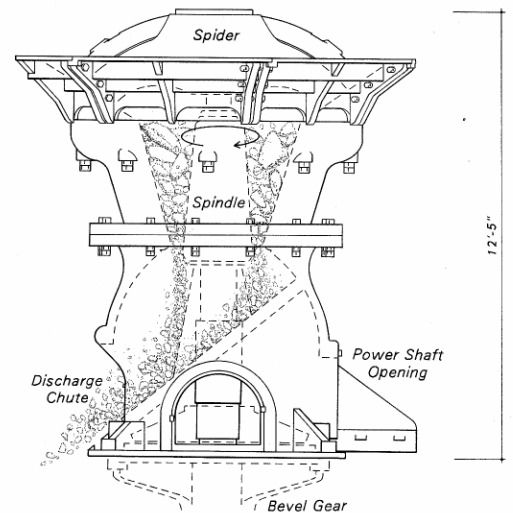 Spider
Spindle
12'-5"
Power Shaft
Opening
Discharge
Chute
Bevel Gear